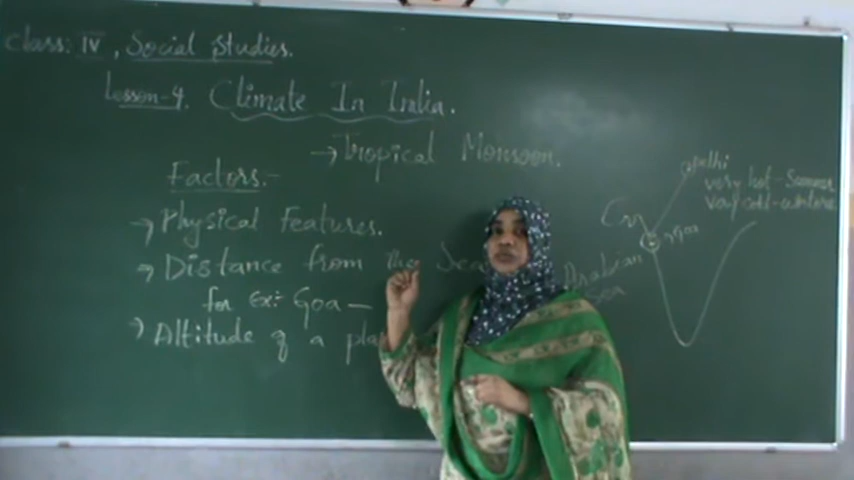 Class: IV, Social Studies.
Lesson-4. Climate In India.
→ Tropical Monsoon.
Factors:-
→ Physical Features.
→ Distance from the Sea
for Ex:- Goa —
→ Altitude of a pla
Delhi
very hot - Summer
very cold -
Goa
Arabian
Sea